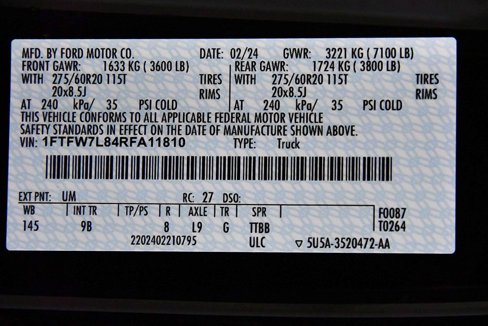 MFD. BY FORD MOTOR CO. DATE: 02/24 GVWR: 3221 KG (7100 LB)
FRONT GAWR: 1633 KG (3600 LB) REAR GAWR: 1724 KG (3800 LB)
WITH 275/60R20 115T TIRES WITH 275/60R20 115T TIRES
20x8.5J RIMS 20x8.5J RIMS
AT 240 kPa/ 35 PSI COLD AT 240 kPa/ 35 PSI COLD
THIS VEHICLE CONFORMS TO ALL APPLICABLE FEDERAL MOTOR VEHICLE
SAFETY STANDARDS IN EFFECT ON THE DATE OF MANUFACTURE SHOWN ABOVE.
VIN: 1FTFW7L84RFA11810 TYPE: Truck
EXT PNT: UM RC: 27 DSO:
WB INT TR TP/PS R AXLE TR SPR F0087
145 9B 8 L9 G TTBB T0264
2202402210795 ULC ▽ 5U5A-3520472-AA